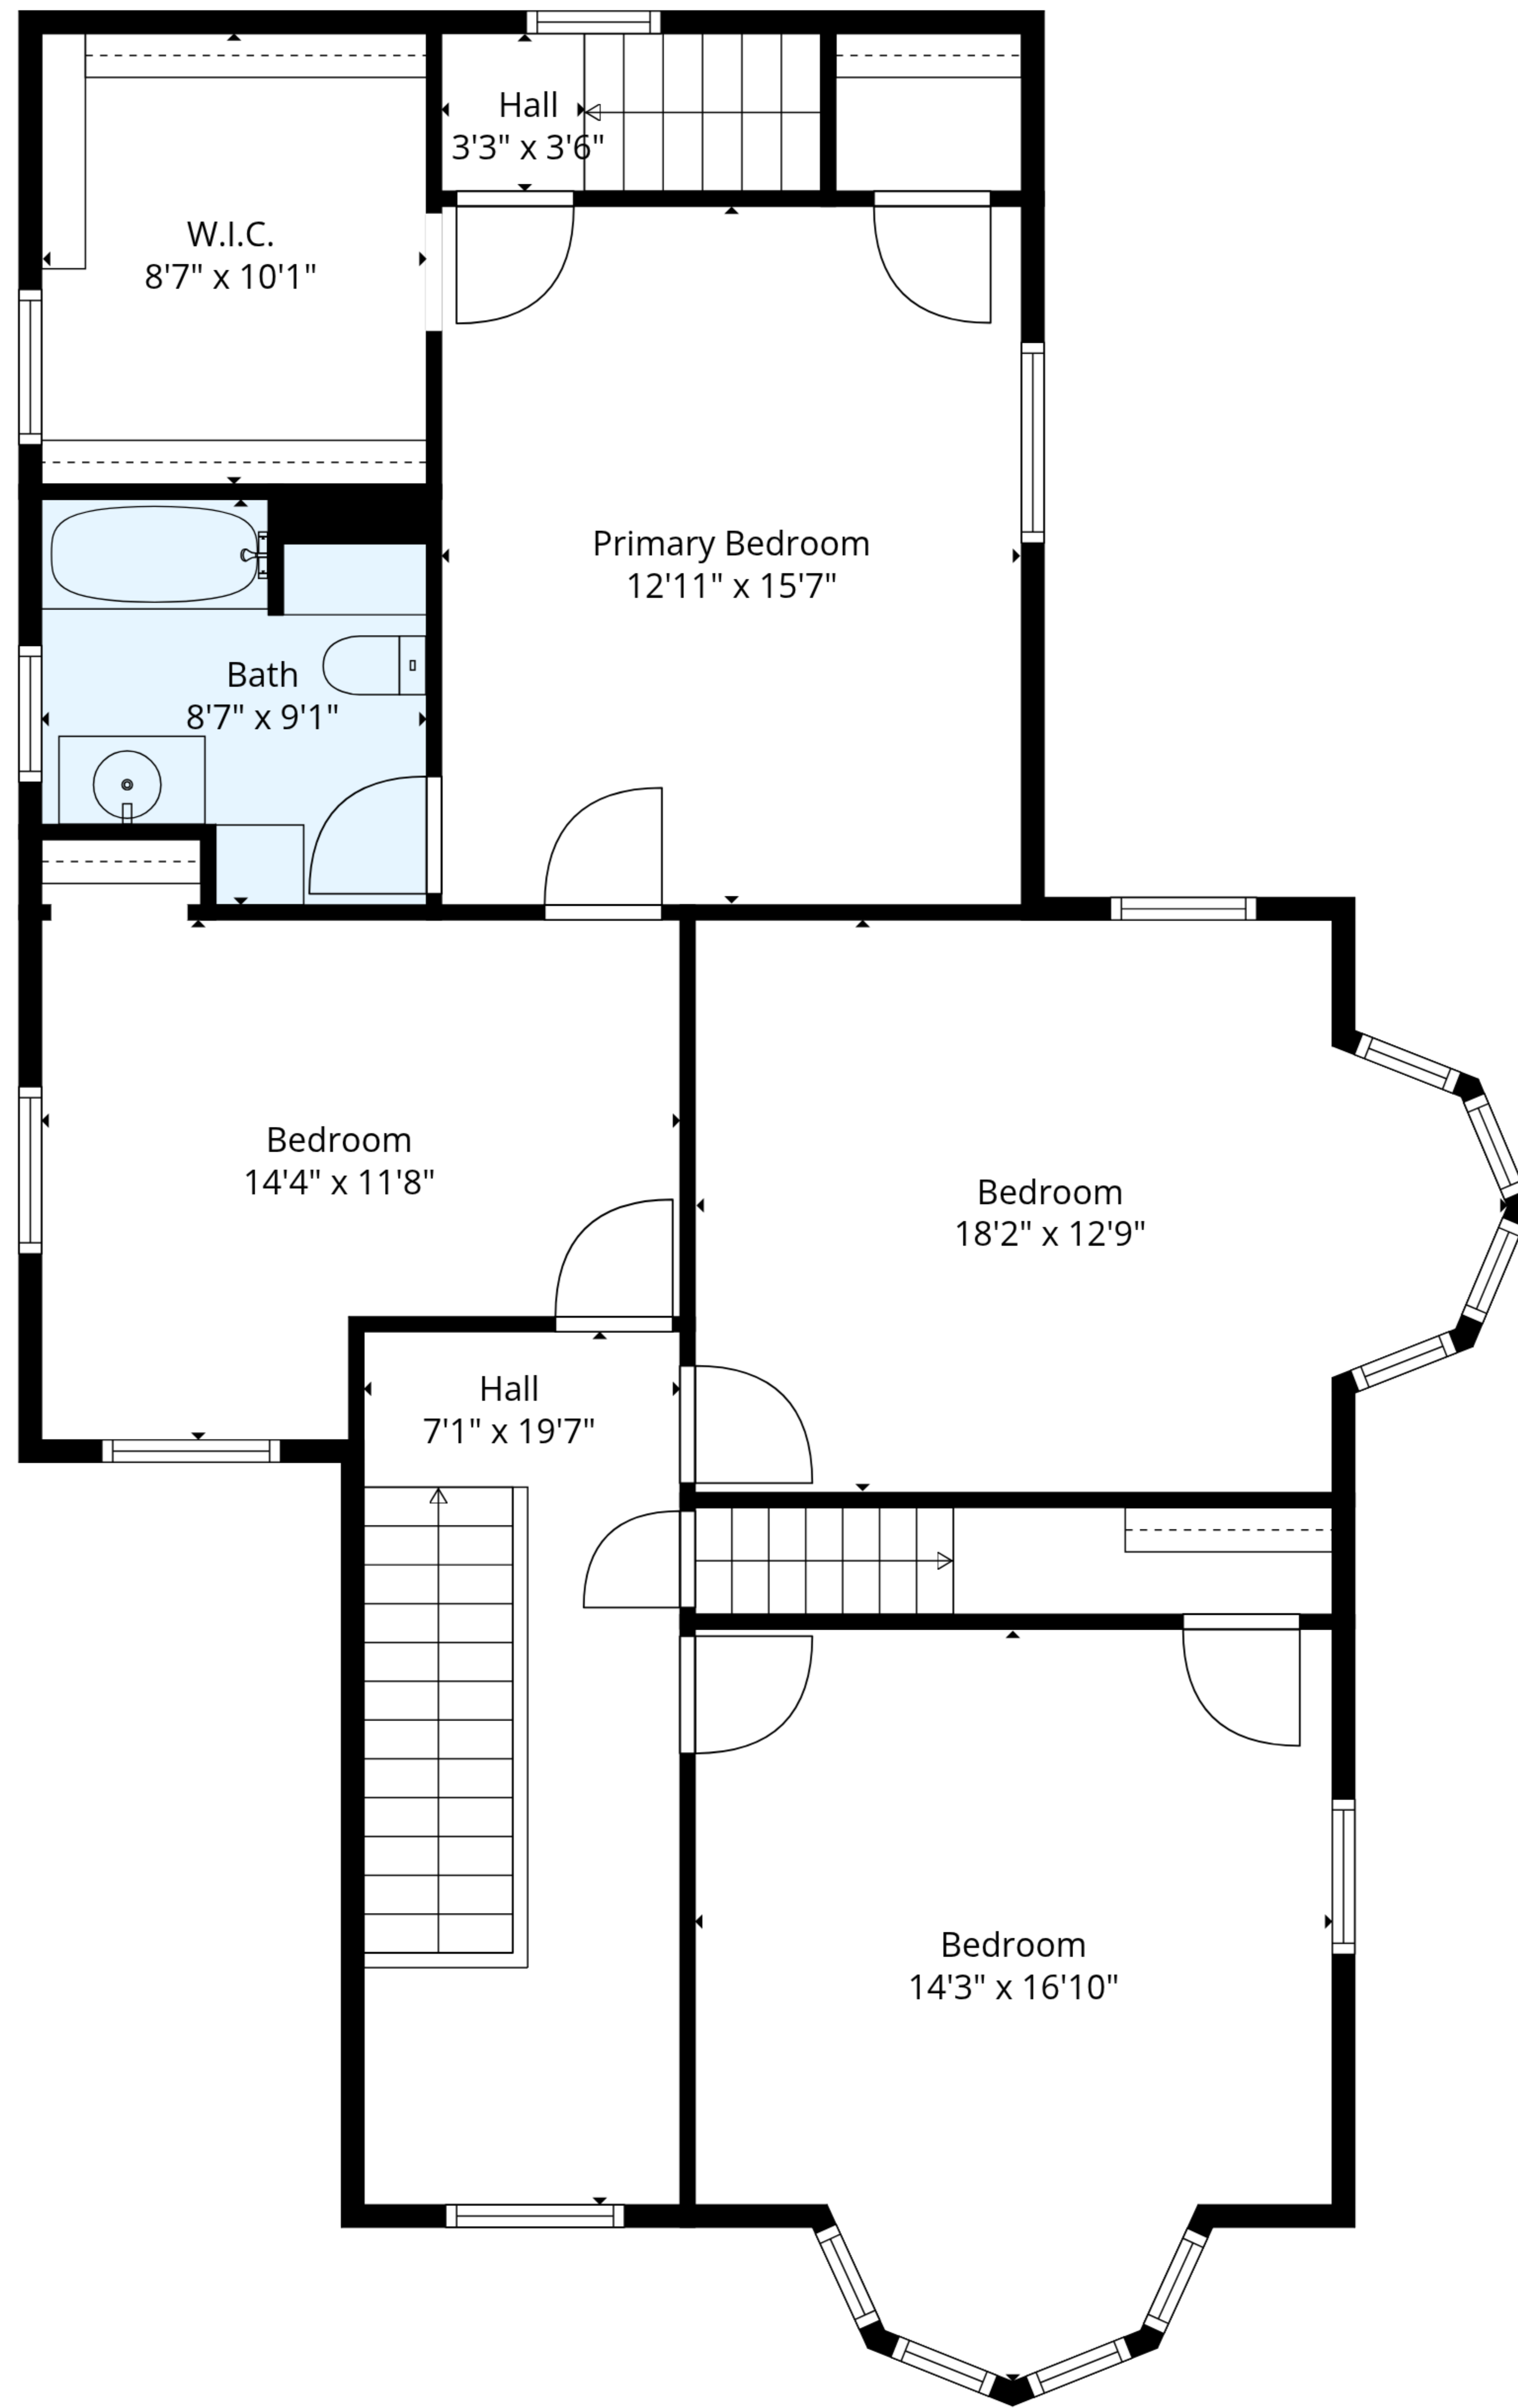 Hall
3'3" x 3'6"
W.I.C.
8'7" x 10'1"
Primary Bedroom
12'11" x 15'7"
Bath
8'7" x 9'1"
Bedroom
14'4" x 11'8"
Bedroom
18'2" x 12'9"
Hall
7'1" x 19'7"
Bedroom
14'3" x 16'10"